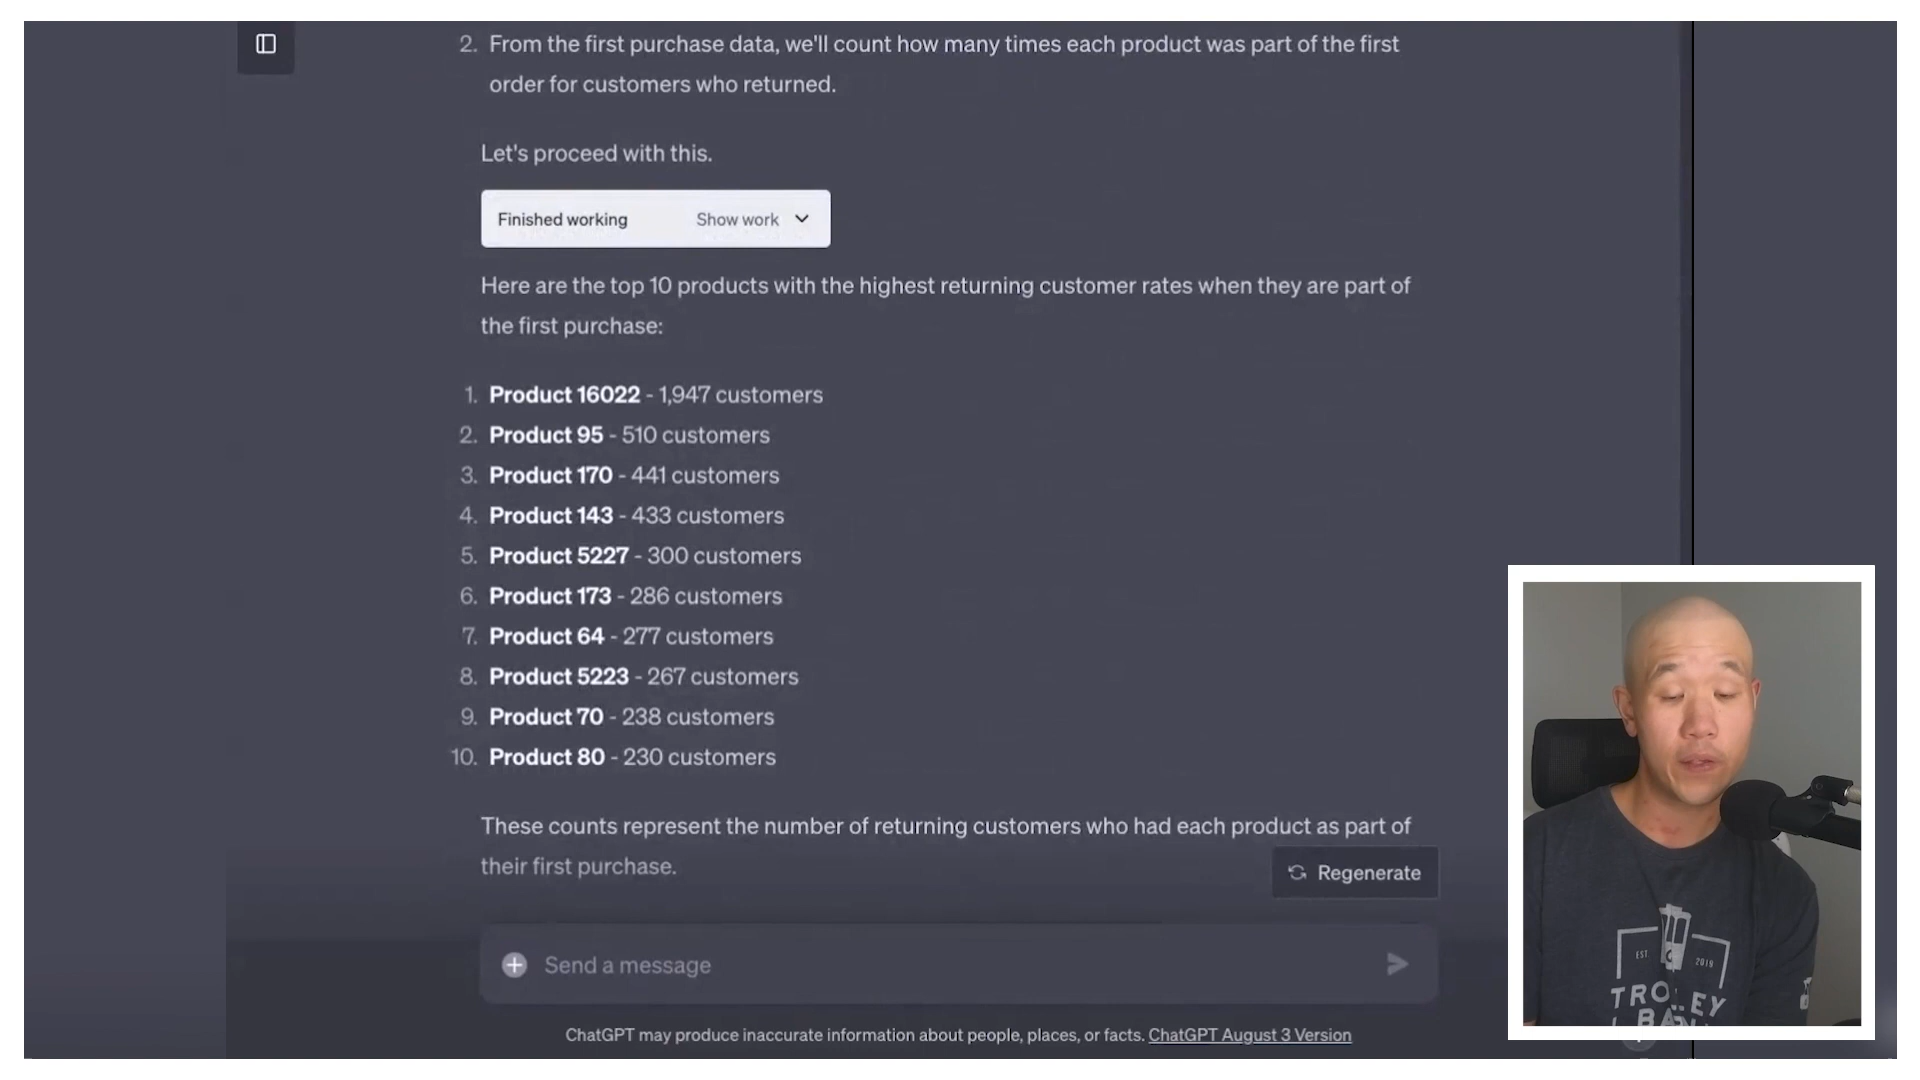 2. From the first purchase data, we'll count how many times each product was part of the first
order for customers who returned.
Let's proceed with this.
Finished working Show work
Here are the top 10 products with the highest returning customer rates when they are part of
the first purchase:
1. Product 16022 - 1,947 customers
2. Product 95 - 510 customers
3. Product 170 - 441 customers
4. Product 143 - 433 customers
5. Product 5227 - 300 customers
6. Product 173 - 286 customers
7. Product 64 - 277 customers
8. Product 5223 - 267 customers
9. Product 70 - 238 customers
10. Product 80 - 230 customers
These counts represent the number of returning customers who had each product as part of
their first purchase.
Regenerate
Send a message
ChatGPT may produce inaccurate information about people, places, or facts. ChatGPT August 3 Version
EST. 2019